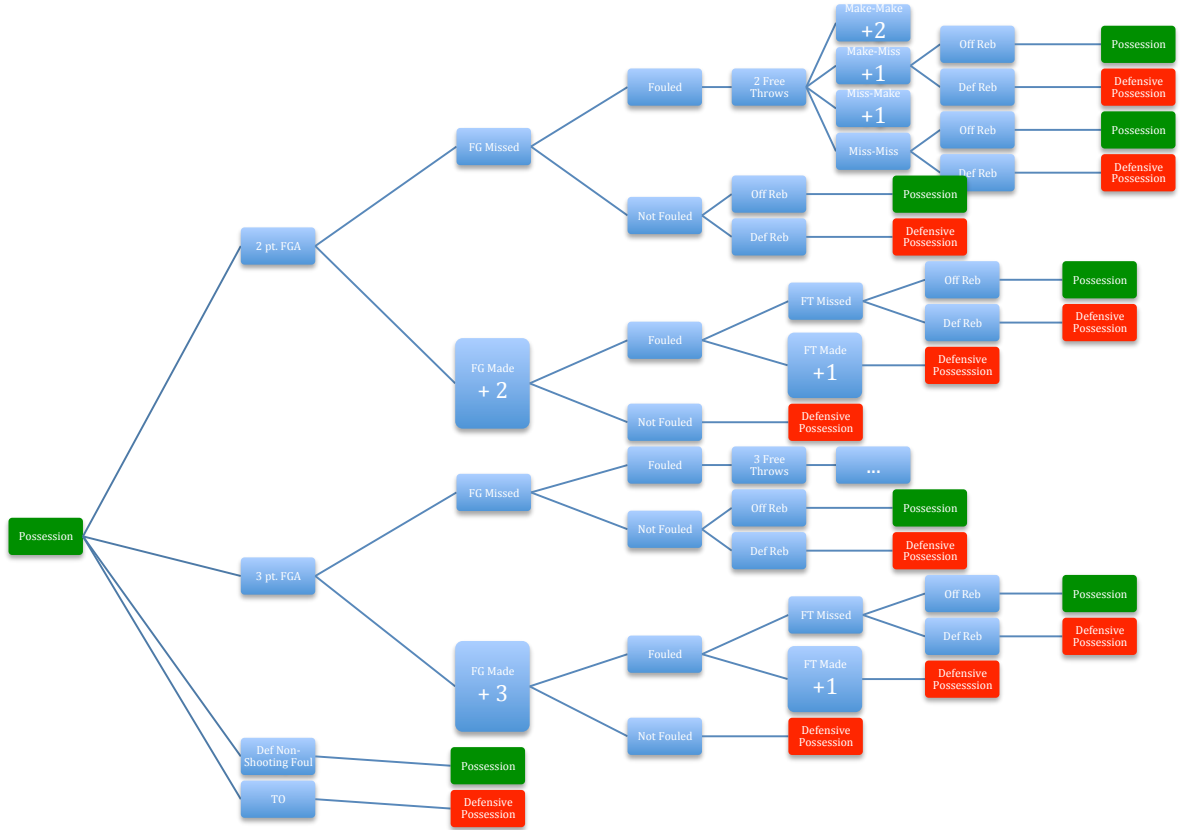 Make-Make
+2
Make-Miss
+1
Miss-Make
+1
Miss-Miss
Off Reb
Possession
Def Reb
Defensive
Possession
Off Reb
Possession
Def Reb
Defensive
Possession
Fouled
2 Free
Throws
FG Missed
Not Fouled
Off Reb
Possession
Def Reb
Defensive
Possession
2 pt. FGA
FG Made
+ 2
Fouled
FT Missed
Off Reb
Possession
Def Reb
Defensive
Possession
FT Made
+1
Defensive
Possesssion
Not Fouled
Defensive
Possession
Possession
3 pt. FGA
FG Missed
Fouled
3 Free
Throws
...
Not Fouled
Off Reb
Possession
Def Reb
Defensive
Possession
FG Made
+ 3
Fouled
FT Missed
Off Reb
Possession
Def Reb
Defensive
Possession
FT Made
+1
Defensive
Possesssion
Not Fouled
Defensive
Possession
Def Non-
Shooting Foul
Possession
TO
Defensive
Possession